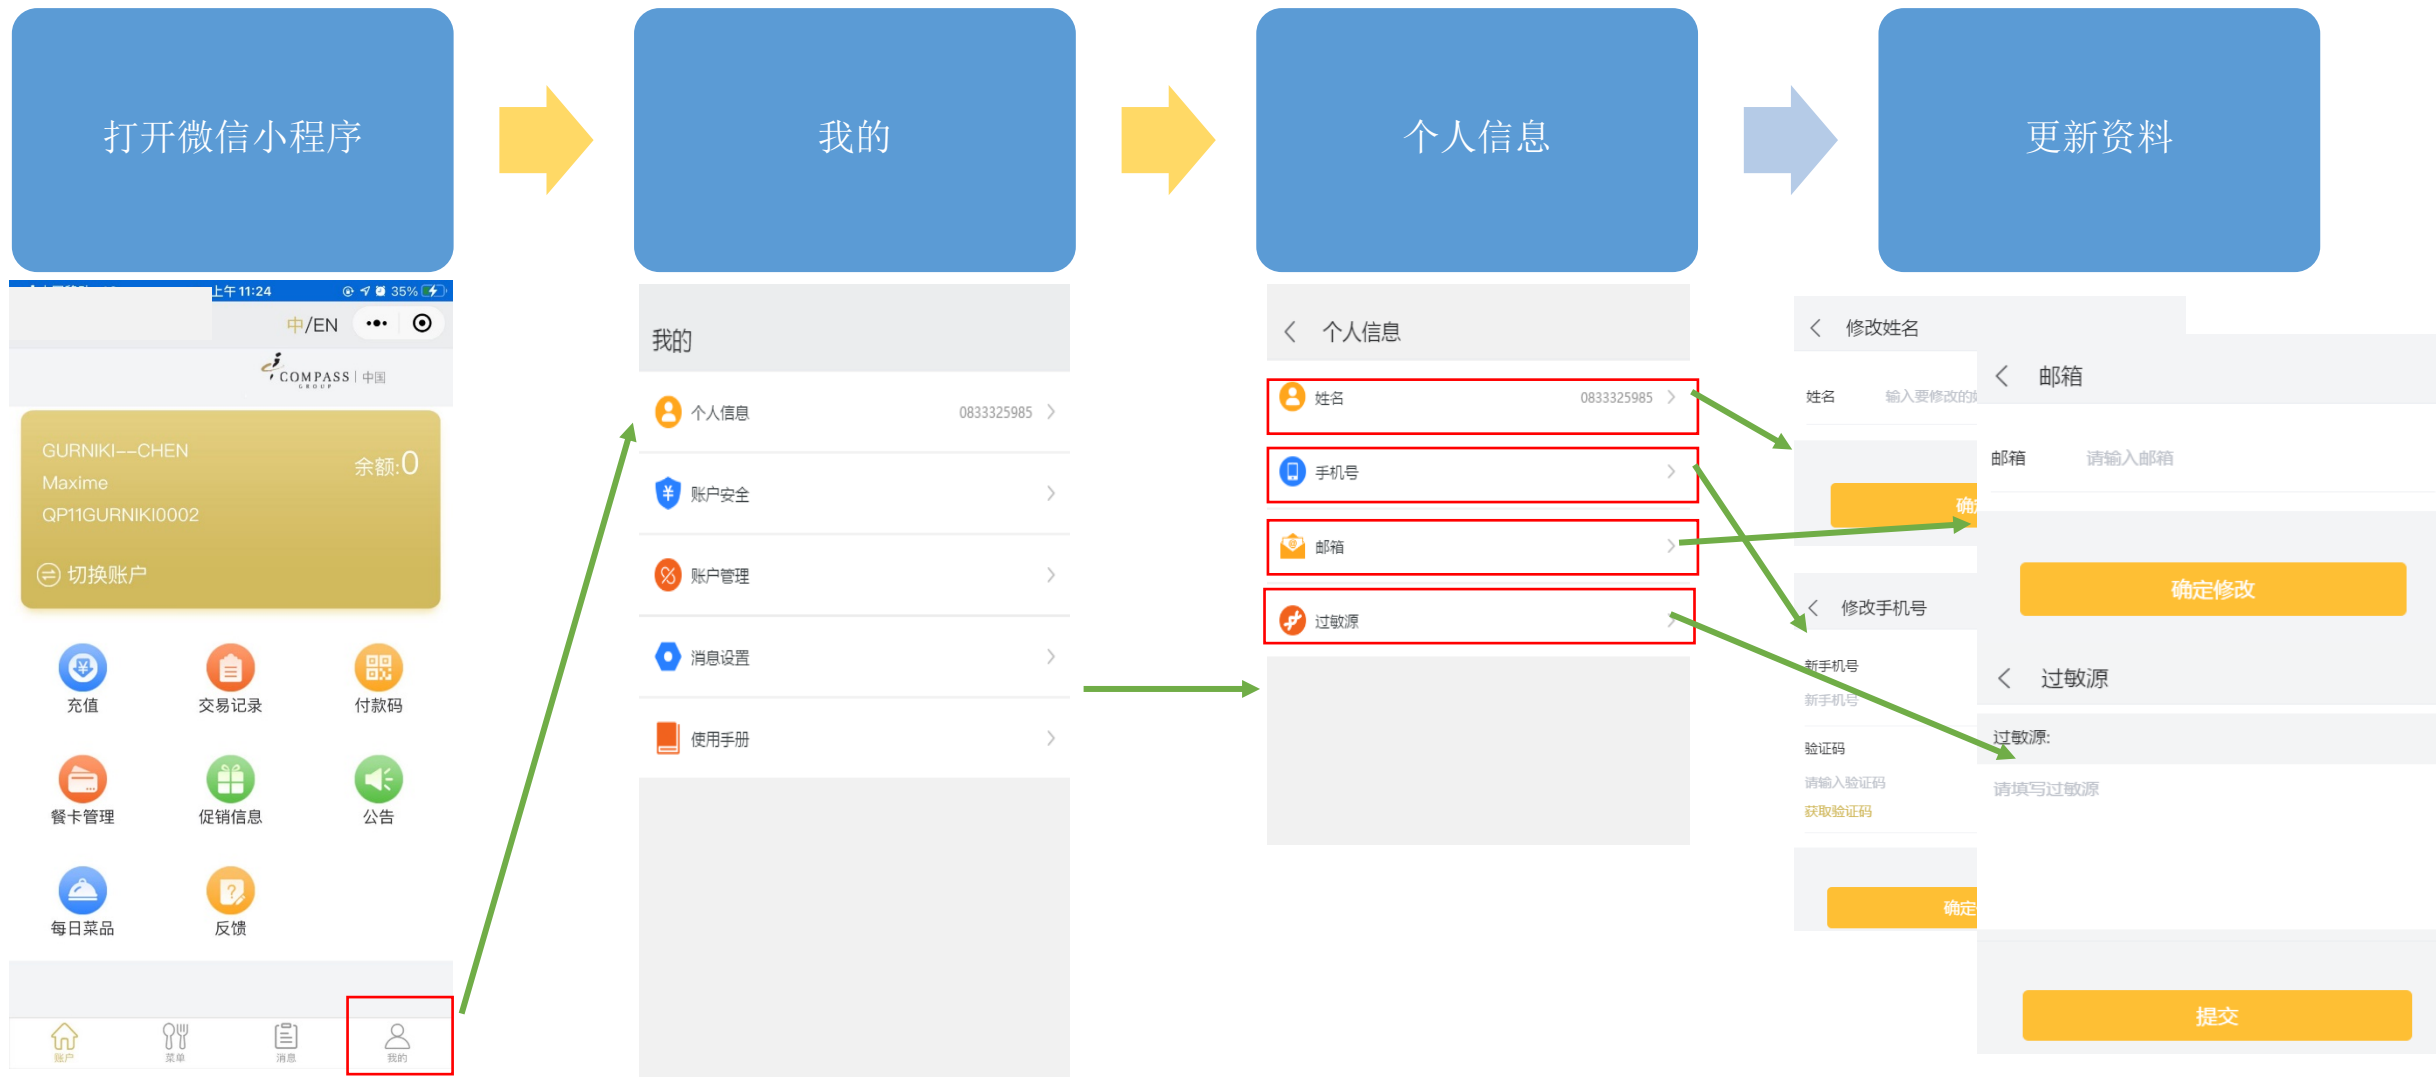 打开微信小程序
我的
个人信息
更新资料
上午11:24
35%
中/EN
COMPASS
GROUP
中国
GURNIKI--CHEN
Maxime
QP11GURNIKI0002
余额:0
切换账户
充值
交易记录
付款码
餐卡管理
促销信息
公告
每日菜品
反馈
账户
菜单
消息
我的
我的
个人信息
0833325985
账户安全
账户管理
消息设置
使用手册
个人信息
姓名
0833325985
手机号
邮箱
过敏源
修改姓名
姓名
输入要修改的
确
修改手机号
新手机号
新手机号
验证码
请输入验证码
获取验证码
确定
邮箱
邮箱
请输入邮箱
确定修改
过敏源
过敏源:
请填写过敏源
提交